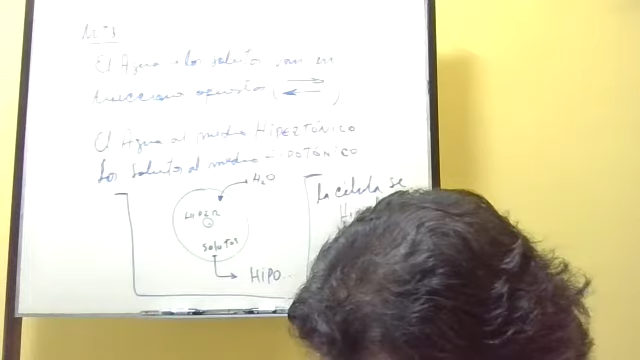 NOTA
El Agua y los solutos van en
direcciones opuestas ( )
El Agua al medio HIPERTÓNICO
Los solutos al medio HIPOTÓNICO
H₂O
HIPER
solutos
HIPO...
La célula se